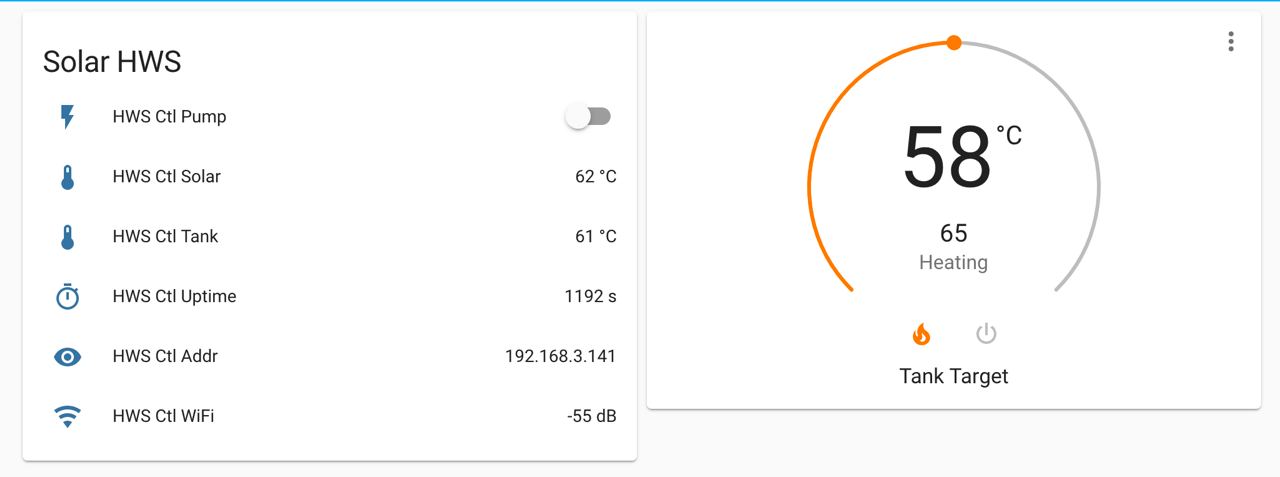 Solar HWS
HWS Ctl Pump
HWS Ctl Solar 62 °C
HWS Ctl Tank 61 °C
HWS Ctl Uptime 1192 s
HWS Ctl Addr 192.168.3.141
HWS Ctl WiFi -55 dB
58 °C
65
Heating
Tank Target